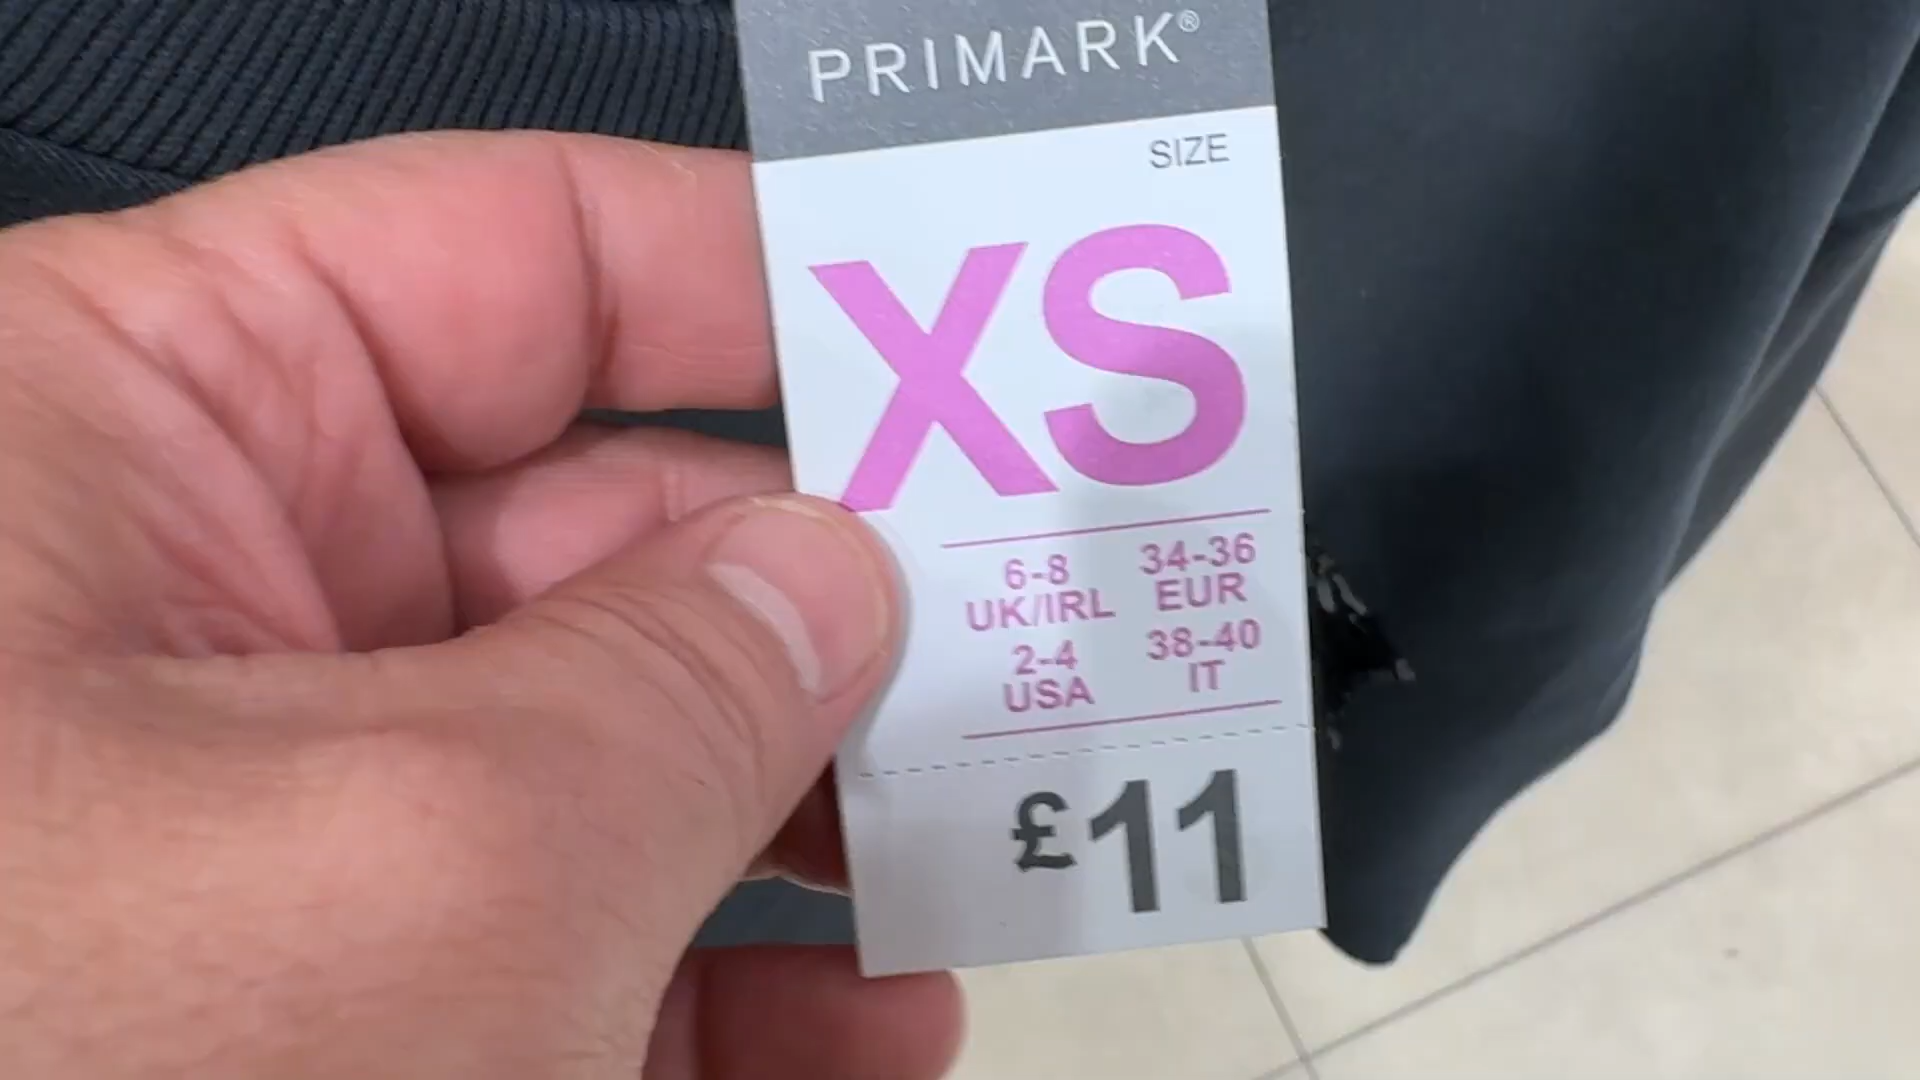 PRIMARK®
SIZE
XS
6-8 34-36
UK/IRL EUR
2-4 38-40
USA IT
£11